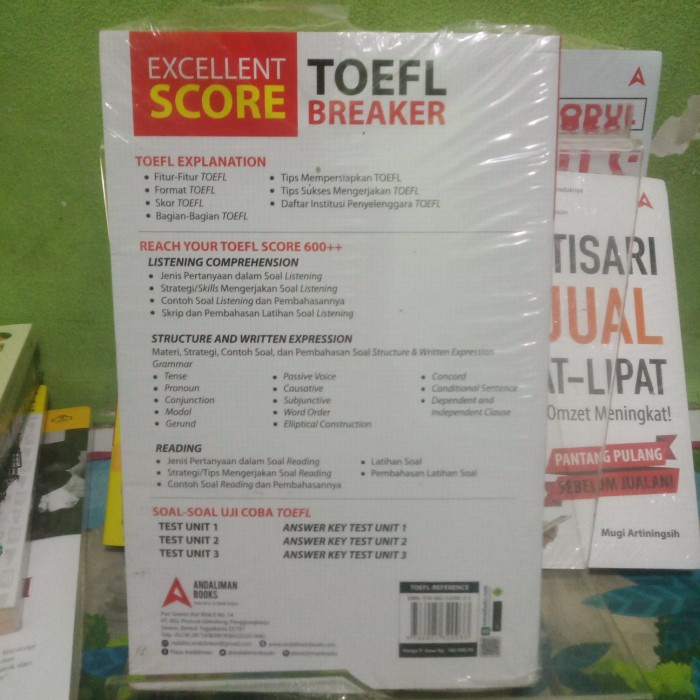 EXCELLENT
SCORE
TOEFL
BREAKER
TOEFL EXPLANATION
• Fitur-Fitur TOEFL
• Format TOEFL
• Skor TOEFL
• Bagian-Bagian TOEFL
• Tips Mempersiapkan TOEFL
• Tips Sukses Mengerjakan TOEFL
• Daftar Institusi Penyelenggara TOEFL
REACH YOUR TOEFL SCORE 600++
LISTENING COMPREHENSION
• Jenis Pertanyaan dalam Soal Listening
• Strategi/Skills Mengerjakan Soal Listening
• Contoh Soal Listening dan Pembahasannya
• Skrip dan Pembahasan Latihan Soal Listening
STRUCTURE AND WRITTEN EXPRESSION
Materi, Strategi, Contoh Soal, dan Pembahasan Soal Structure & Written Expression
Grammar
• Tense
• Pronoun
• Conjunction
• Modal
• Gerund
• Passive Voice
• Causative
• Subjunctive
• Word Order
• Elliptical Construction
• Concord
• Conditional Sentence
• Dependent and
Independent Clause
READING
• Jenis Pertanyaan dalam Soal Reading
• Strategi/Tips Mengerjakan Soal Reading
• Contoh Soal Reading dan Pembahasannya
• Latihan Soal
• Pembahasan Latihan Soal
SOAL-SOAL UJI COBA TOEFL
TEST UNIT 1
TEST UNIT 2
TEST UNIT 3
ANSWER KEY TEST UNIT 1
ANSWER KEY TEST UNIT 2
ANSWER KEY TEST UNIT 3
ANDALIMAN
BOOKS
TOEFL REFERENCE
TISARI
JUAL
AT-LIPAT
Omzet Meningkat!
PANTANG PULANG
SEBELUM JUALAN!
Mugi Artiningsih